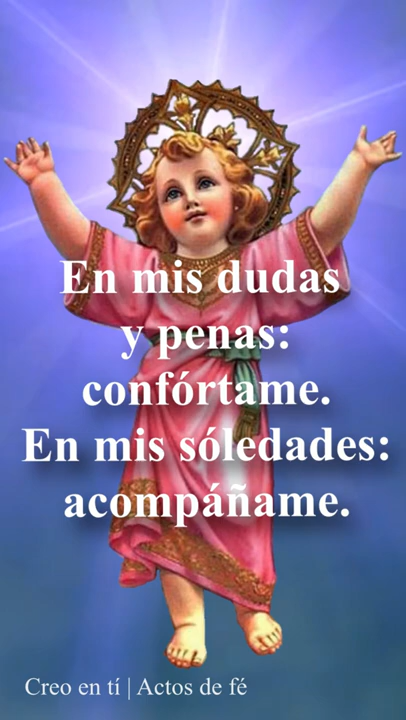 En mis dudas
y penas:
confórtame.
En mis sóledades:
acompáñame.
Creo en tí | Actos de fé